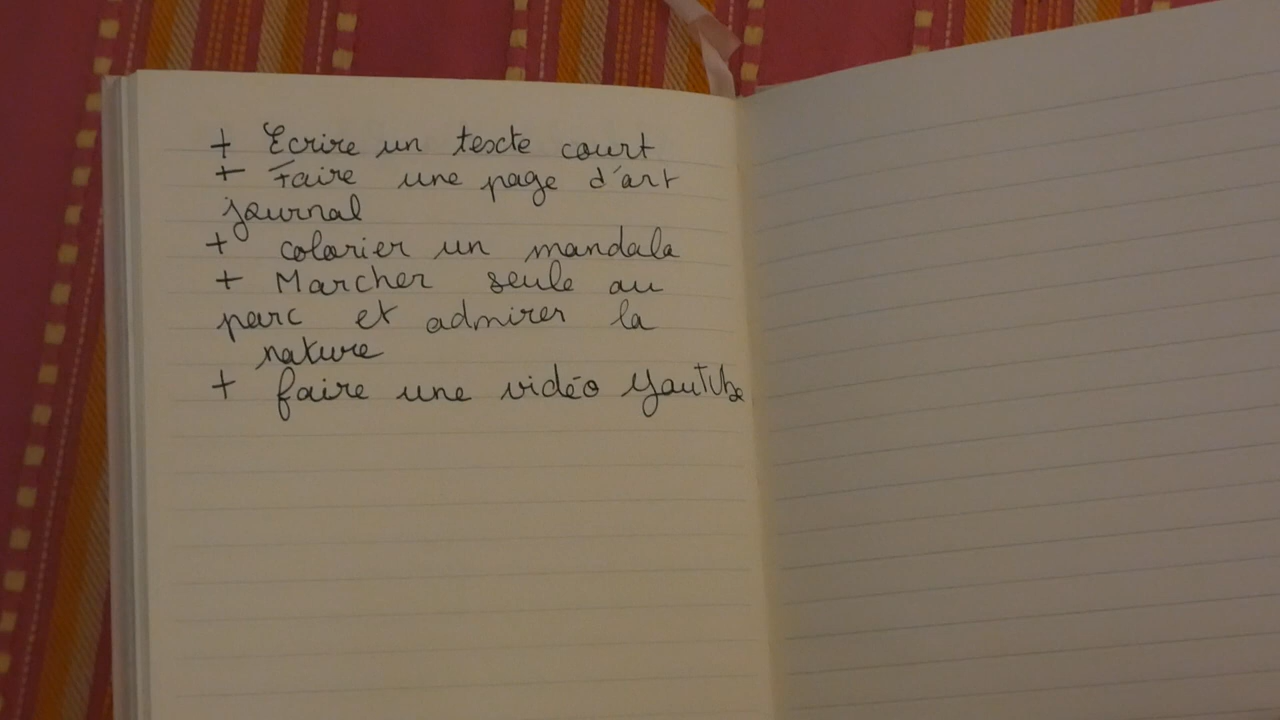 + Ecrire un texte court
+ Faire une page d'art
journal
+ colorier un mandala
+ Marcher seule au
parc et admirer la
nature
+ faire une vidéo YouTube